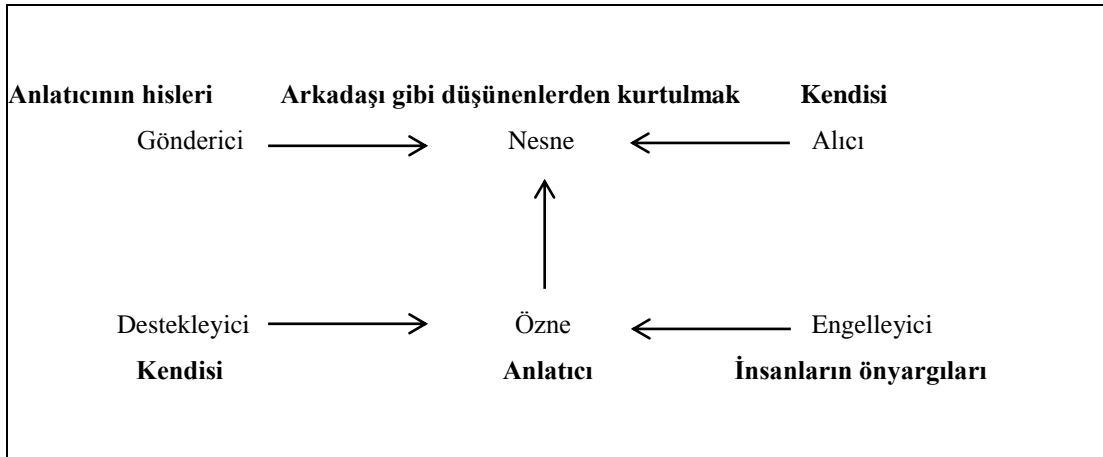 Anlatıcının hisleri Arkadaşı gibi düşünenlerden kurtulmak Kendisi
Gönderici Nesne Alıcı
Destekleyici Özne Engelleyici
Kendisi Anlatıcı İnsanların önyargıları